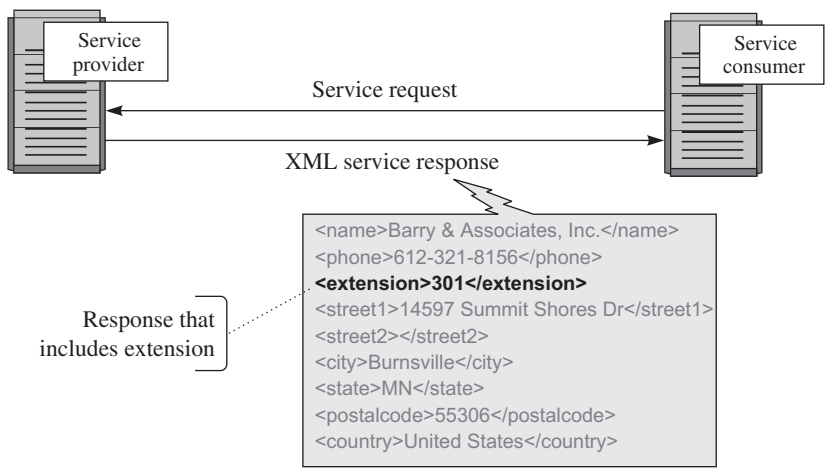 Service
provider
Service
consumer
Service request
XML service response
<name>Barry & Associates, Inc.</name>
<phone>612-321-8156</phone>
<extension>301</extension>
<street1>14597 Summit Shores Dr</street1>
<street2></street2>
<city>Burnsville</city>
<state>MN</state>
<postalcode>55306</postalcode>
<country>United States</country>
Response that
includes extension